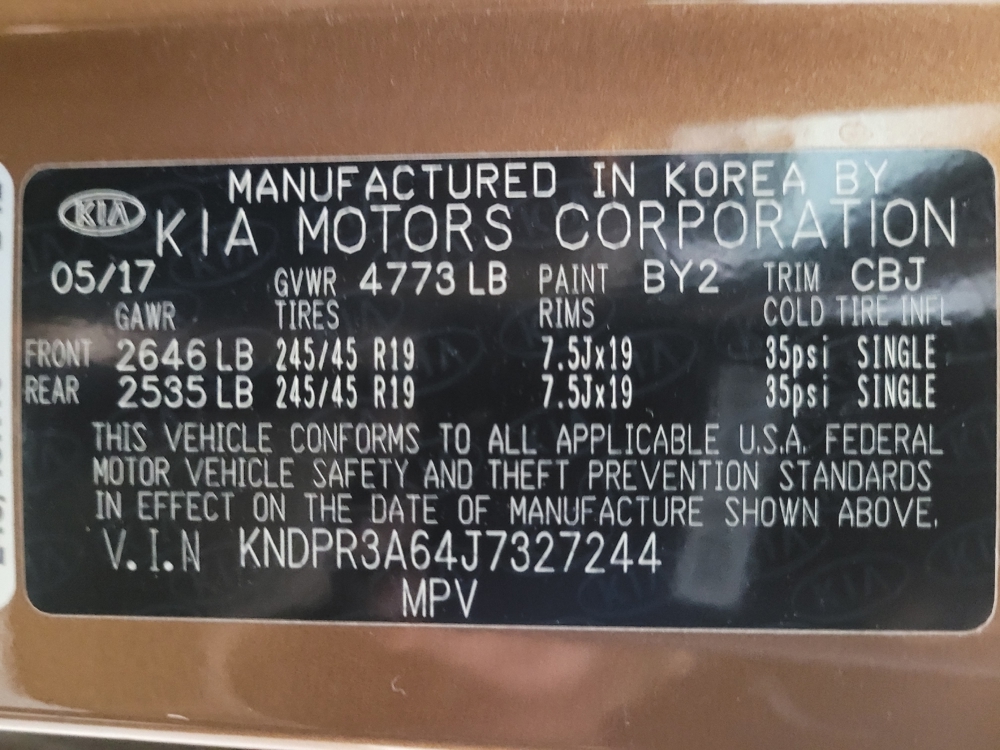 MANUFACTURED IN KOREA BY
KIA KIA MOTORS CORPORATION
05/17 GVWR 4773 LB PAINT BY2 TRIM CBJ
GAWR TIRES RIMS COLD TIRE INFL
FRONT 2646 LB 245/45 R19 7.5Jx19 35psi SINGLE
REAR 2535 LB 245/45 R19 7.5Jx19 35psi SINGLE
THIS VEHICLE CONFORMS TO ALL APPLICABLE U.S.A. FEDERAL
MOTOR VEHICLE SAFETY AND THEFT PREVENTION STANDARDS
IN EFFECT ON THE DATE OF MANUFACTURE SHOWN ABOVE.
V.I.N KNDPR3A64J7327244
MPV